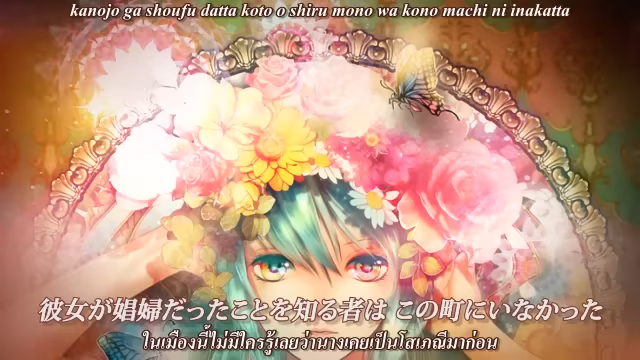 kanojo ga shoufu datta koto o shiru mono wa kono machi ni inakatta
彼女が娼婦だったことを知る者は この町にいなかった
ในเมืองนี้ไม่มีใครรู้เลยว่านางเคยเป็นโสเภณีมาก่อน